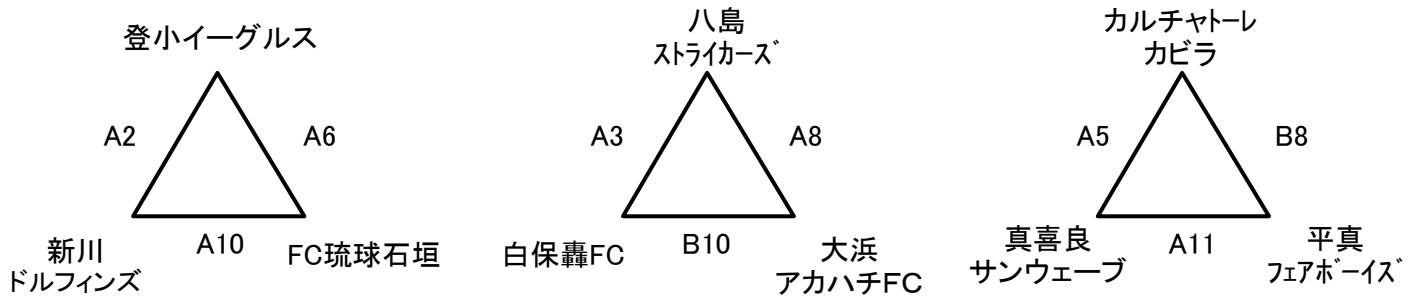 登小イーグルス
A2
A6
新川
ドルフィンズ
A10
FC琉球石垣
八島
ストライカーズ
A3
A8
白保轟FC
B10
大浜
アカハチFC
カルチャトーレ
カビラ
A5
B8
真喜良
サンウェーブ
A11
平真
フェアボーイズ